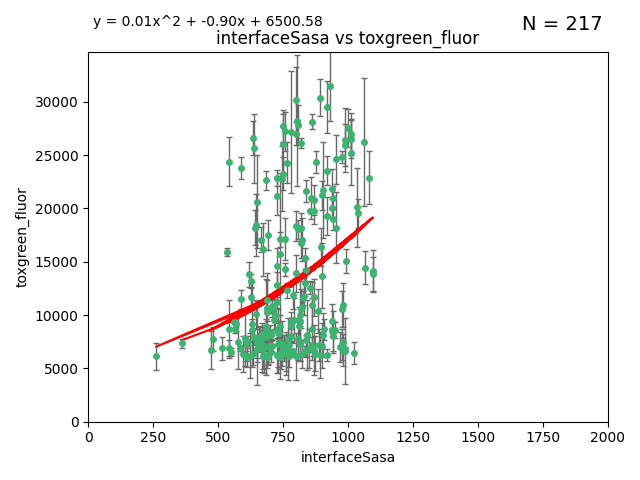 y = 0.01x^2 + -0.90x + 6500.58
N = 217
interfaceSasa vs toxgreen_fluor
toxgreen_fluor
30000
25000
20000
15000
10000
5000
0
0 250 500 750 1000 1250 1500 1750 2000
interfaceSasa